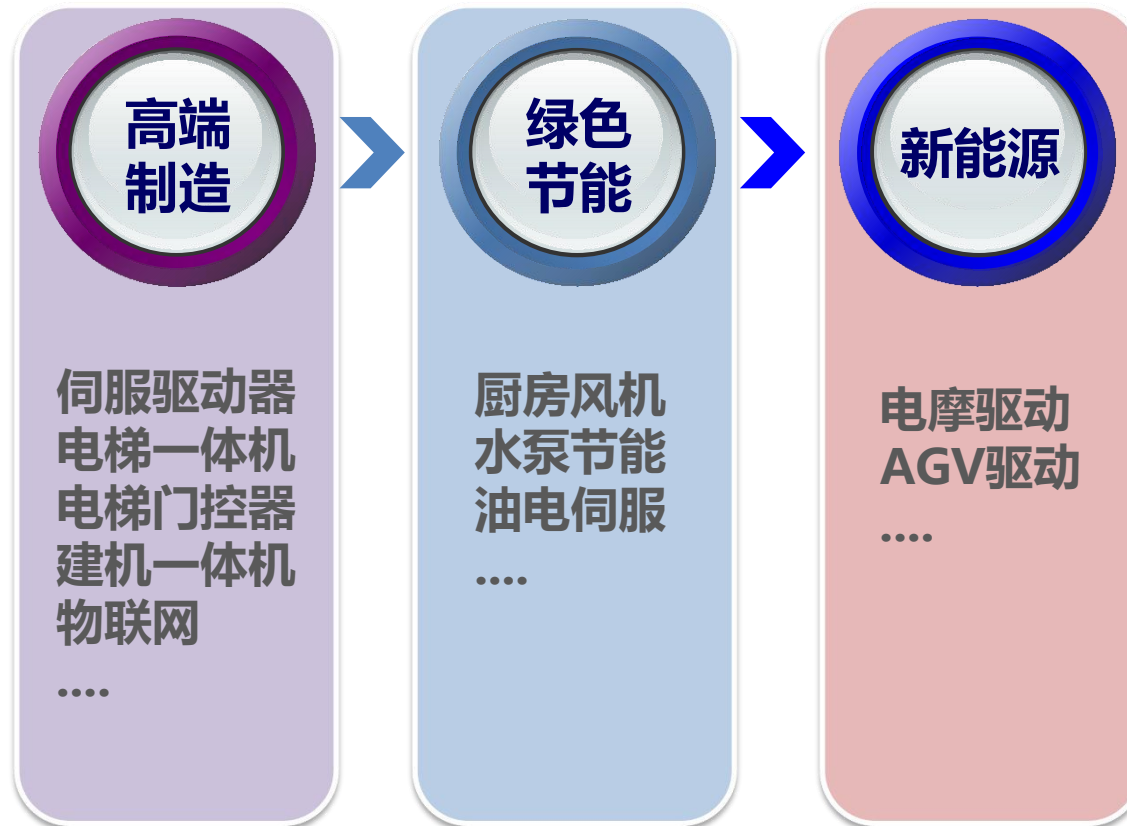 高端
制造
伺服驱动器
电梯一体机
电梯门控器
建机一体机
物联网
....
绿色
节能
厨房风机
水泵节能
油电伺服
....
新能源
电摩驱动
AGV驱动
....